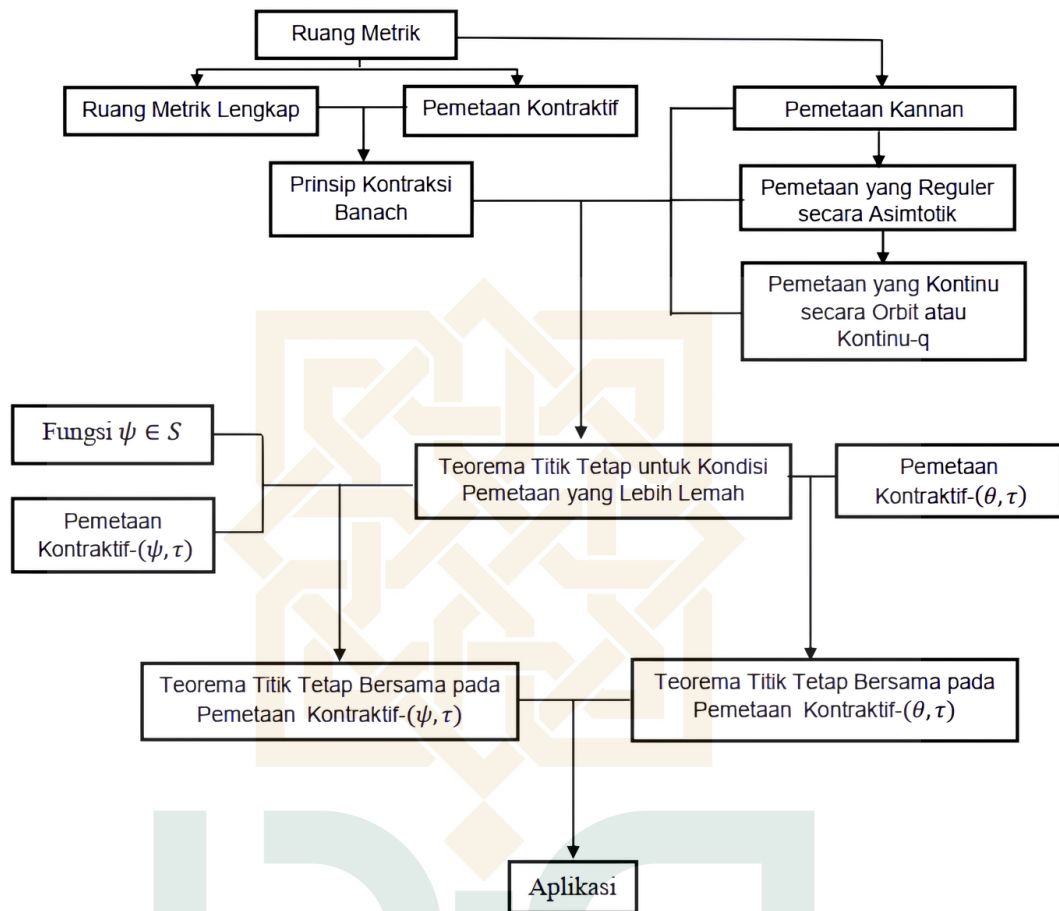 Ruang Metrik
Ruang Metrik Lengkap
Pemetaan Kontraktif
Pemetaan Kannan
Prinsip Kontraksi
Banach
Pemetaan yang Reguler
secara Asimtotik
Pemetaan yang Kontinu
secara Orbit atau
Kontinu-q
Fungsi ψ ∈ S
Pemetaan
Kontraktif-(ψ, τ)
Teorema Titik Tetap untuk Kondisi
Pemetaan yang Lebih Lemah
Pemetaan
Kontraktif-(θ, τ)
Teorema Titik Tetap Bersama pada
Pemetaan Kontraktif-(ψ, τ)
Teorema Titik Tetap Bersama pada
Pemetaan Kontraktif-(θ, τ)
Aplikasi